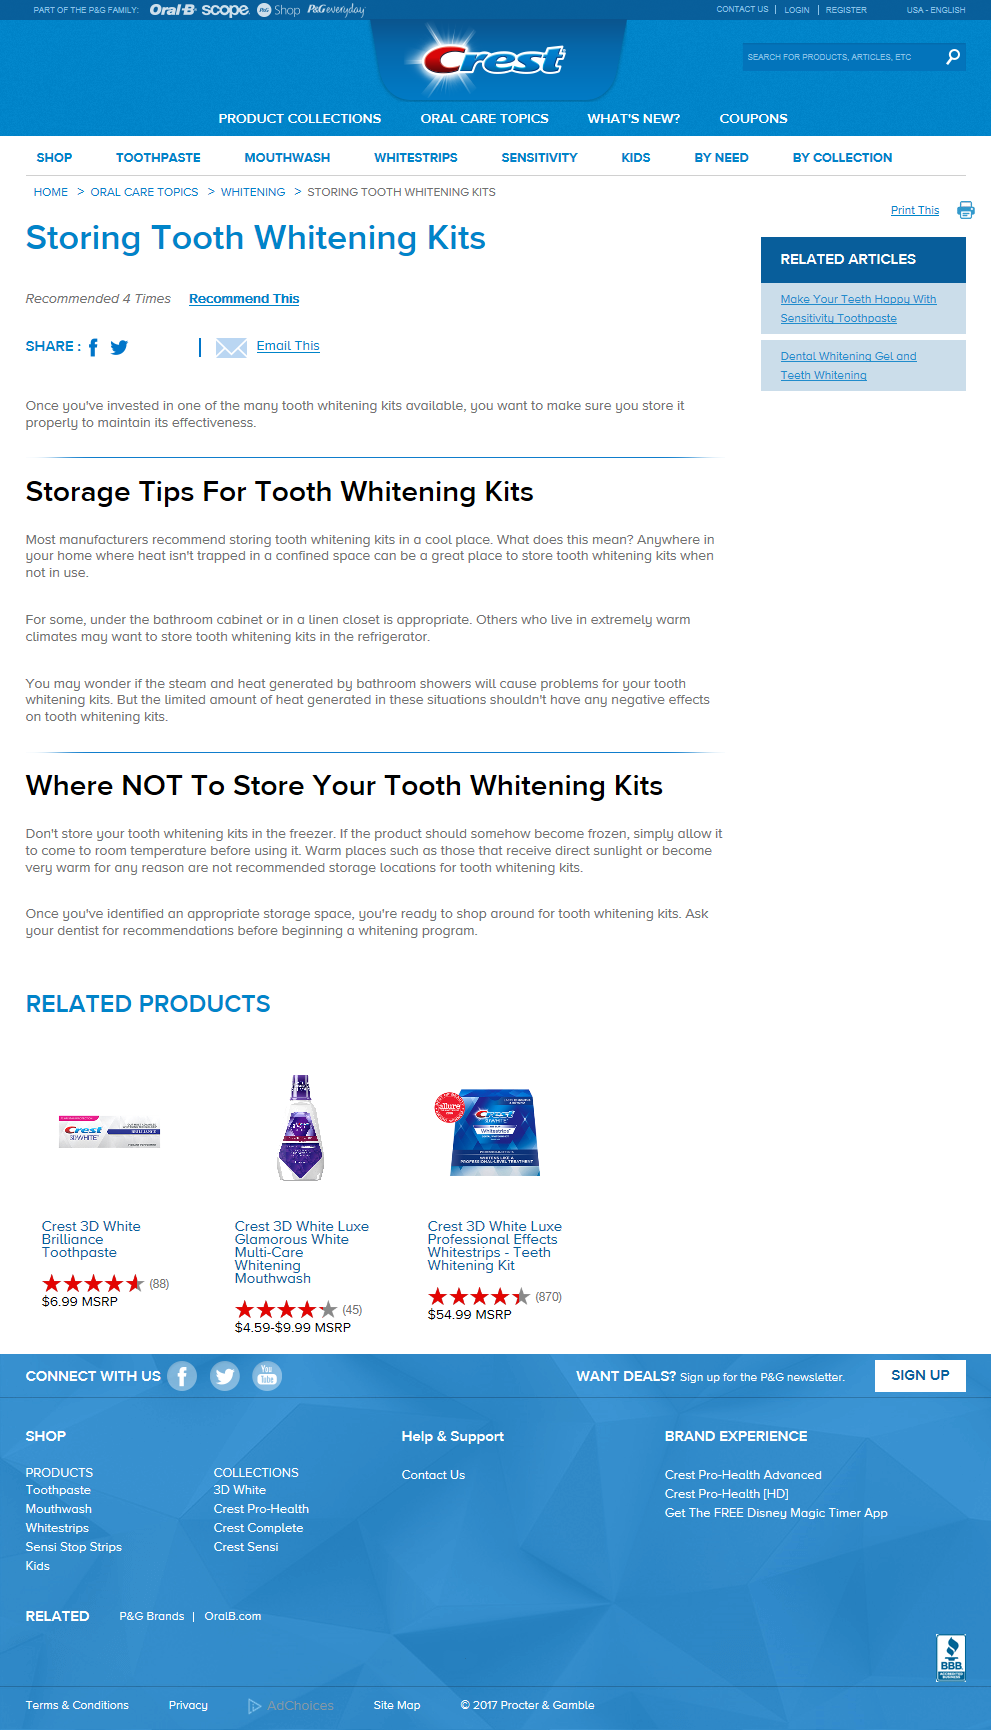 PART OF THE P&G FAMILY: Oral-B scope. P&G Shop P&G everyday
CONTACT US | LOGIN | REGISTER USA - ENGLISH
Crest
SEARCH FOR PRODUCTS, ARTICLES, ETC
PRODUCT COLLECTIONS ORAL CARE TOPICS WHAT'S NEW? COUPONS
SHOP TOOTHPASTE MOUTHWASH WHITESTRIPS SENSITIVITY KIDS BY NEED BY COLLECTION
HOME > ORAL CARE TOPICS > WHITENING > STORING TOOTH WHITENING KITS
Print This
Storing Tooth Whitening Kits
RELATED ARTICLES
Make Your Teeth Happy With
Sensitivity Toothpaste
Dental Whitening Gel and
Teeth Whitening
Recommended 4 Times Recommend This
SHARE : | Email This
Once you've invested in one of the many tooth whitening kits available, you want to make sure you store it
properly to maintain its effectiveness.
Storage Tips For Tooth Whitening Kits
Most manufacturers recommend storing tooth whitening kits in a cool place. What does this mean? Anywhere in
your home where heat isn't trapped in a confined space can be a great place to store tooth whitening kits when
not in use.
For some, under the bathroom cabinet or in a linen closet is appropriate. Others who live in extremely warm
climates may want to store tooth whitening kits in the refrigerator.
You may wonder if the steam and heat generated by bathroom showers will cause problems for your tooth
whitening kits. But the limited amount of heat generated in these situations shouldn't have any negative effects
on tooth whitening kits.
Where NOT To Store Your Tooth Whitening Kits
Don't store your tooth whitening kits in the freezer. If the product should somehow become frozen, simply allow it
to come to room temperature before using it. Warm places such as those that receive direct sunlight or become
very warm for any reason are not recommended storage locations for tooth whitening kits.
Once you've identified an appropriate storage space, you're ready to shop around for tooth whitening kits. Ask
your dentist for recommendations before beginning a whitening program.
RELATED PRODUCTS
Crest
3D WHITE
BRILLIANCE
allure
Crest
3D WHITE
Whitestrips
WHITENS LIKE A
PROFESSIONAL-LEVEL TREATMENT
Crest 3D White
Brilliance
Toothpaste
(88)
$6.99 MSRP
Crest 3D White Luxe
Glamorous White
Multi-Care
Whitening
Mouthwash
(45)
$4.59-$9.99 MSRP
Crest 3D White Luxe
Professional Effects
Whitestrips - Teeth
Whitening Kit
(870)
$54.99 MSRP
CONNECT WITH US You Tube
WANT DEALS? Sign up for the P&G newsletter. SIGN UP
SHOP
PRODUCTS
Toothpaste
Mouthwash
Whitestrips
Sensi Stop Strips
Kids
COLLECTIONS
3D White
Crest Pro-Health
Crest Complete
Crest Sensi
Help & Support
Contact Us
BRAND EXPERIENCE
Crest Pro-Health Advanced
Crest Pro-Health [HD]
Get The FREE Disney Magic Timer App
RELATED P&G Brands | OralB.com
BBB
ACCREDITED
BUSINESS
Terms & Conditions Privacy AdChoices Site Map © 2017 Procter & Gamble